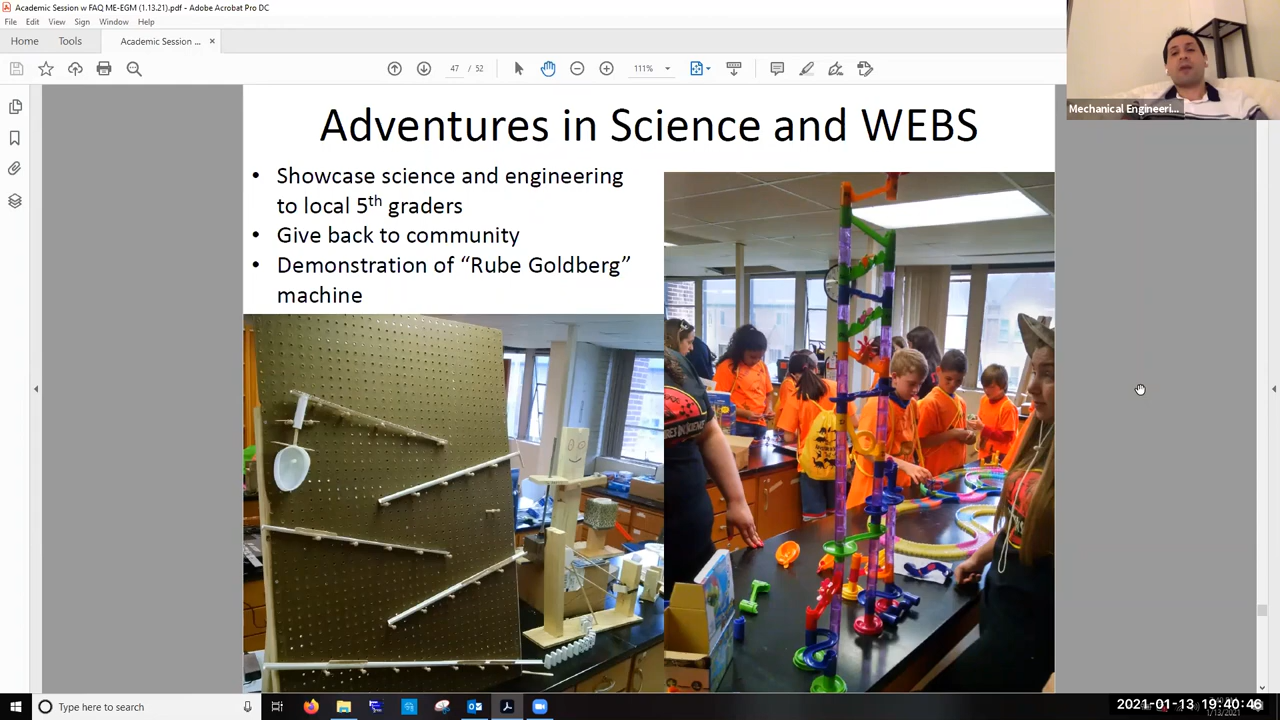 Academic Session w FAQ ME-EGM (1.13.21).pdf - Adobe Acrobat Pro DC
File Edit View Sign Window Help
Home Tools Academic Session ... ×
47 / 52 111%
Mechanical Engineeri...
Adventures in Science and WEBS
• Showcase science and engineering
to local 5th graders
• Give back to community
• Demonstration of “Rube Goldberg”
machine
Type here to search
2021-01-13 19:40:46